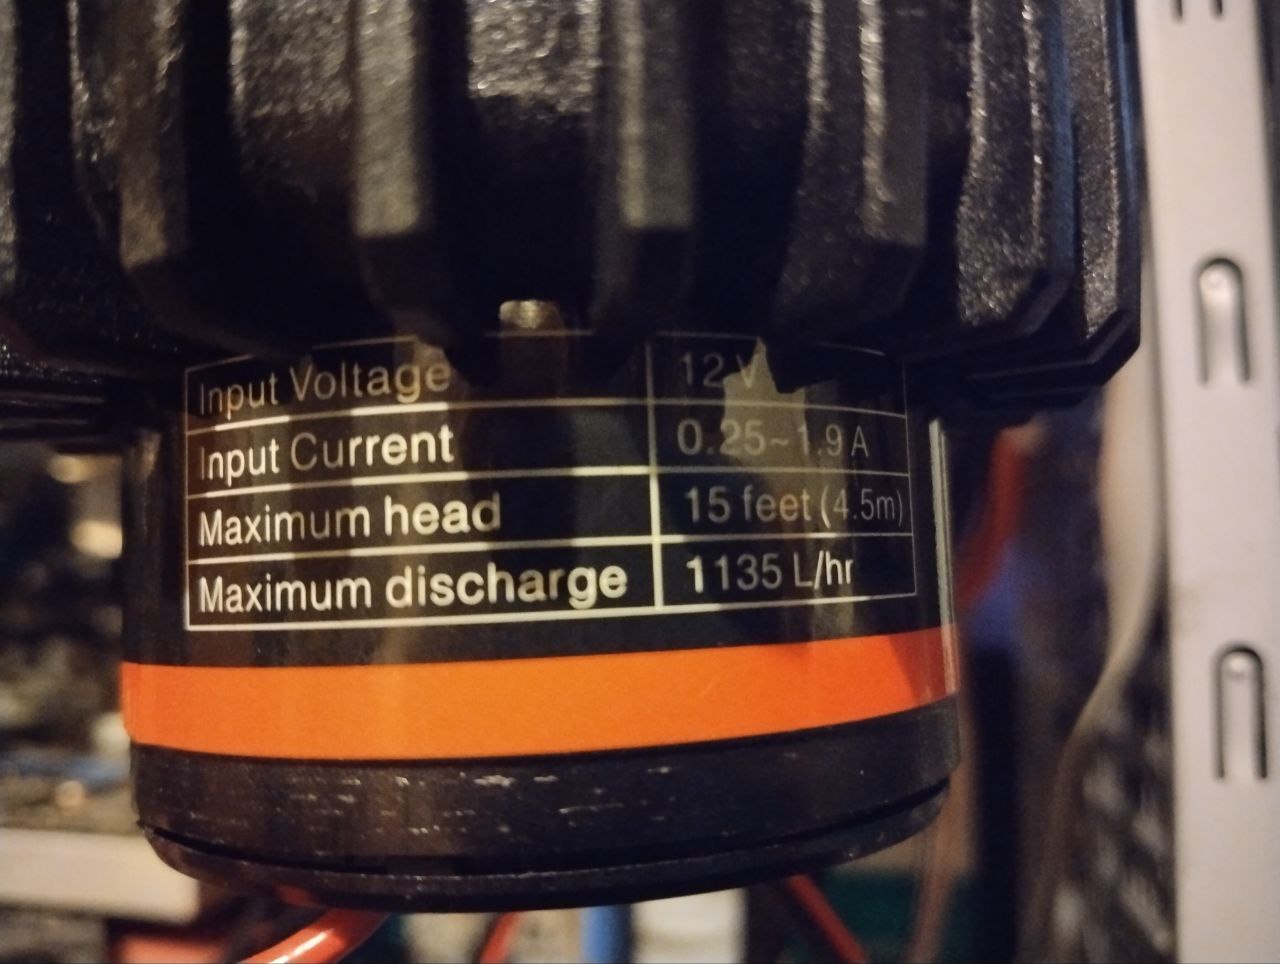 Input Voltage 12 V
Input Current 0.25~1.9 A
Maximum head 15 feet (4.5m)
Maximum discharge 1135 L/hr